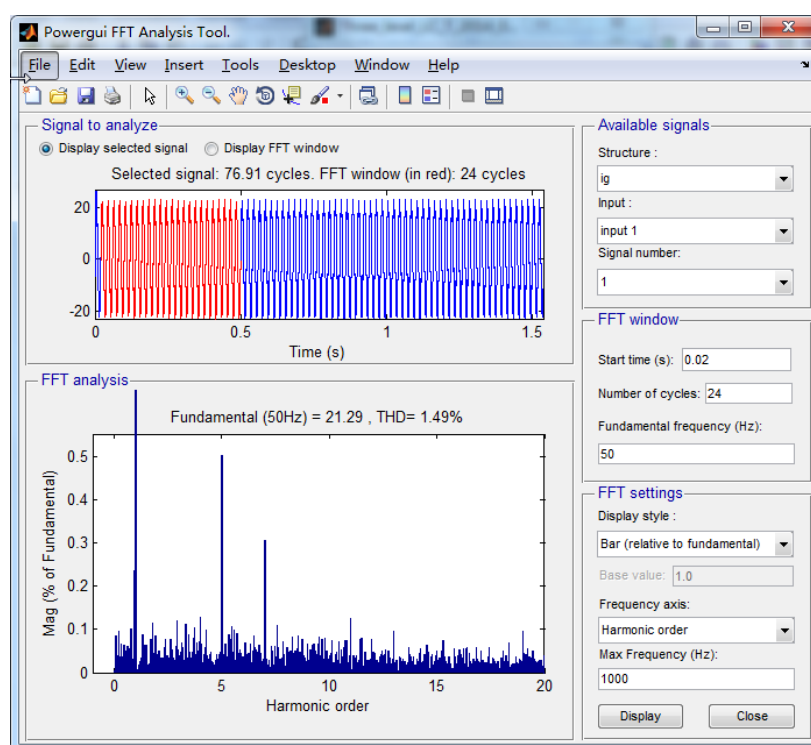 Powergui FFT Analysis Tool.
File Edit View Insert Tools Desktop Window Help
Signal to analyze
Display selected signal Display FFT window
Selected signal: 76.91 cycles. FFT window (in red): 24 cycles
20
0
-20
0 0.5 1 1.5
Time (s)
FFT analysis
Fundamental (50Hz) = 21.29 , THD= 1.49%
Mag (% of Fundamental)
0.5
0.4
0.3
0.2
0.1
0
0 5 10 15 20
Harmonic order
Available signals
Structure :
ig
Input :
input 1
Signal number:
1
FFT window
Start time (s): 0.02
Number of cycles: 24
Fundamental frequency (Hz):
50
FFT settings
Display style :
Bar (relative to fundamental)
Base value: 1.0
Frequency axis:
Harmonic order
Max Frequency (Hz):
1000
Display Close